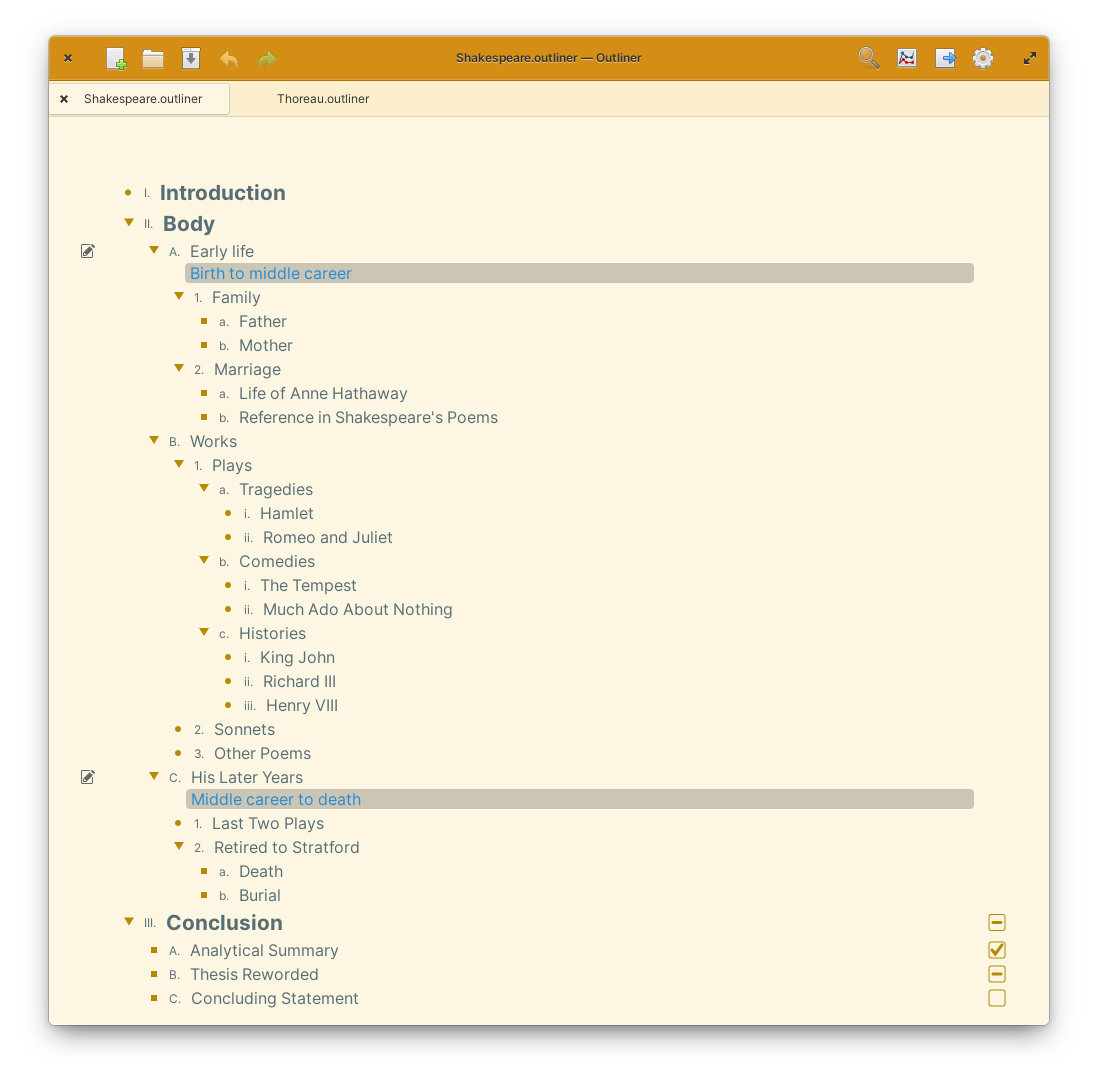 Shakespeare.outliner — Outliner
Shakespeare.outliner
Thoreau.outliner
I. Introduction
II. Body
A. Early life
Birth to middle career
1. Family
a. Father
b. Mother
2. Marriage
a. Life of Anne Hathaway
b. Reference in Shakespeare's Poems
B. Works
1. Plays
a. Tragedies
i. Hamlet
ii. Romeo and Juliet
b. Comedies
i. The Tempest
ii. Much Ado About Nothing
c. Histories
i. King John
ii. Richard III
iii. Henry VIII
2. Sonnets
3. Other Poems
C. His Later Years
Middle career to death
1. Last Two Plays
2. Retired to Stratford
a. Death
b. Burial
III. Conclusion
A. Analytical Summary
B. Thesis Reworded
C. Concluding Statement